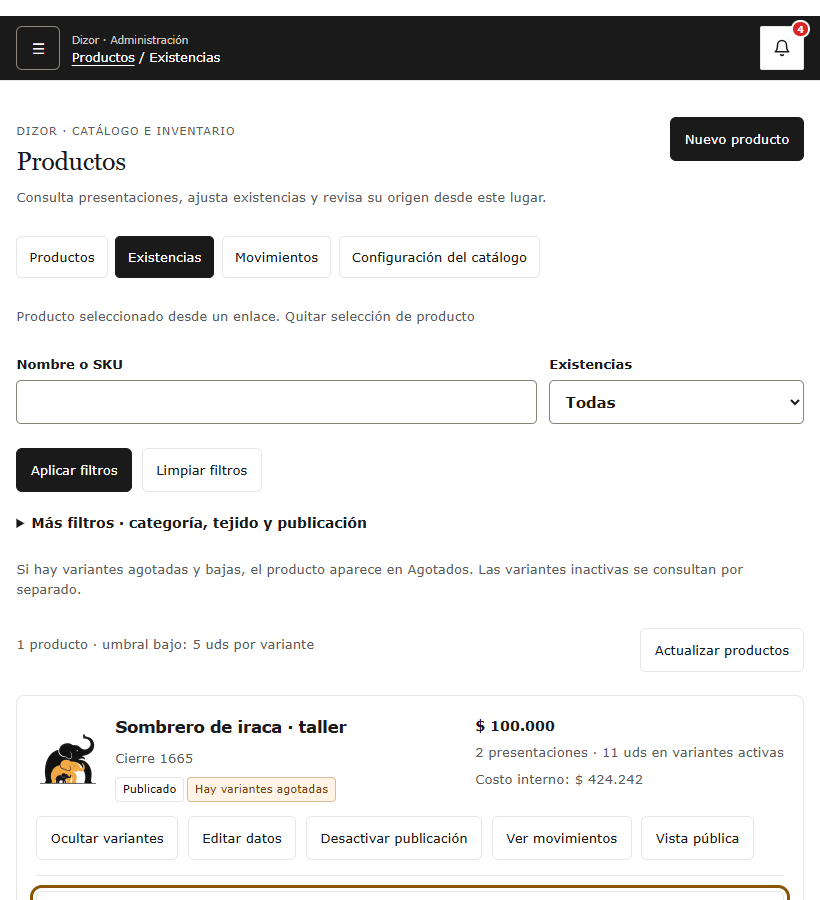 ☰
Dizor · Administración
Productos / Existencias
4
DIZOR · CATÁLOGO E INVENTARIO
Productos
Nuevo producto
Consulta presentaciones, ajusta existencias y revisa su origen desde este lugar.
Productos
Existencias
Movimientos
Configuración del catálogo
Producto seleccionado desde un enlace. Quitar selección de producto
Nombre o SKU
Existencias
Todas
Aplicar filtros
Limpiar filtros
Más filtros · categoría, tejido y publicación
Si hay variantes agotadas y bajas, el producto aparece en Agotados. Las variantes inactivas se consultan por
separado.
1 producto · umbral bajo: 5 uds por variante
Actualizar productos
Sombrero de iraca · taller
Cierre 1665
Publicado
Hay variantes agotadas
$ 100.000
2 presentaciones · 11 uds en variantes activas
Costo interno: $ 424.242
Ocultar variantes
Editar datos
Desactivar publicación
Ver movimientos
Vista pública